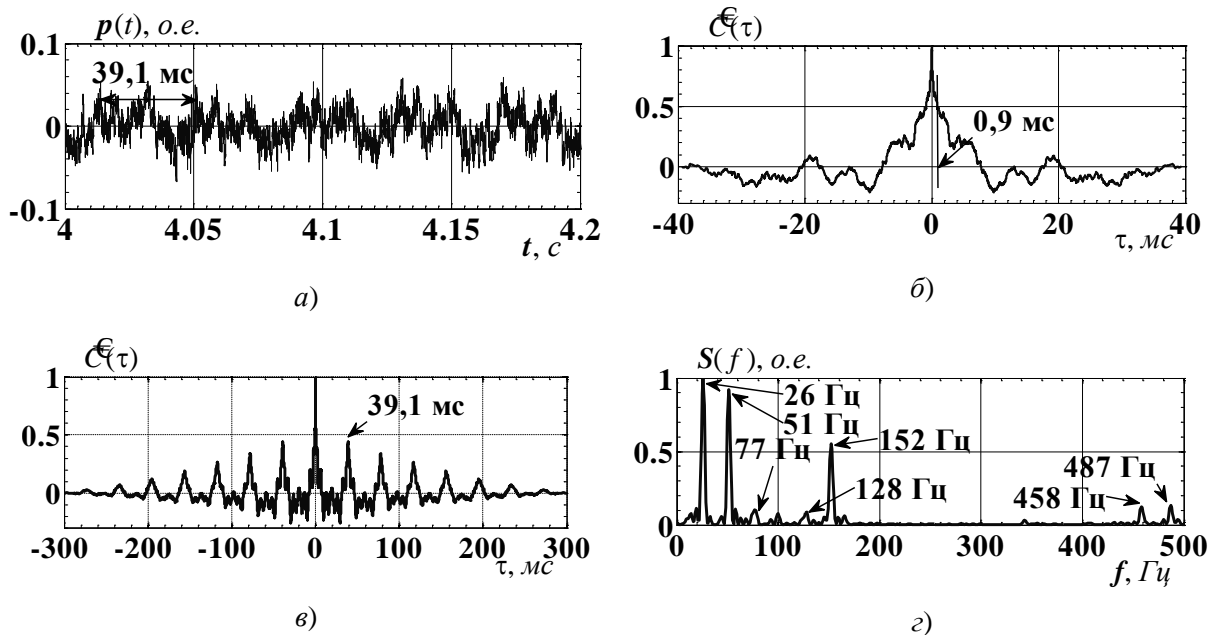 p(t), о.е.
0.1
39,1 мс
0
-0.1
4 4.05 4.1 4.15 4.2
t, с
а)
(τ)
1
0.5
0,9 мс
0
-40 -20 0 20 40
τ, мс
б)
(τ)
1
39,1 мс
0.5
0
-300 -200 -100 0 100 200 300
τ, мс
в)
S(f), о.е.
1
26 Гц
51 Гц
77 Гц
152 Гц
0.5
487 Гц
128 Гц
458 Гц
0
0 100 200 300 400 500
f, Гц
г)